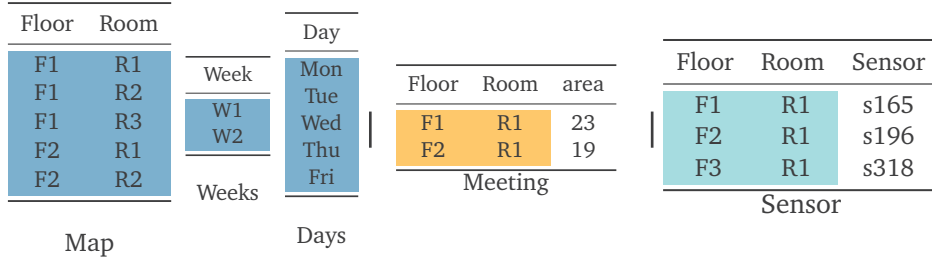 Floor Room
F1 R1
F1 R2
F1 R3
F2 R1
F2 R2
Map
Week
W1
W2
Weeks
Day
Mon
Tue
Wed
Thu
Fri
Days
|
Floor Room area
F1 R1 23
F2 R1 19
Meeting
|
Floor Room Sensor
F1 R1 s165
F2 R1 s196
F3 R1 s318
Sensor